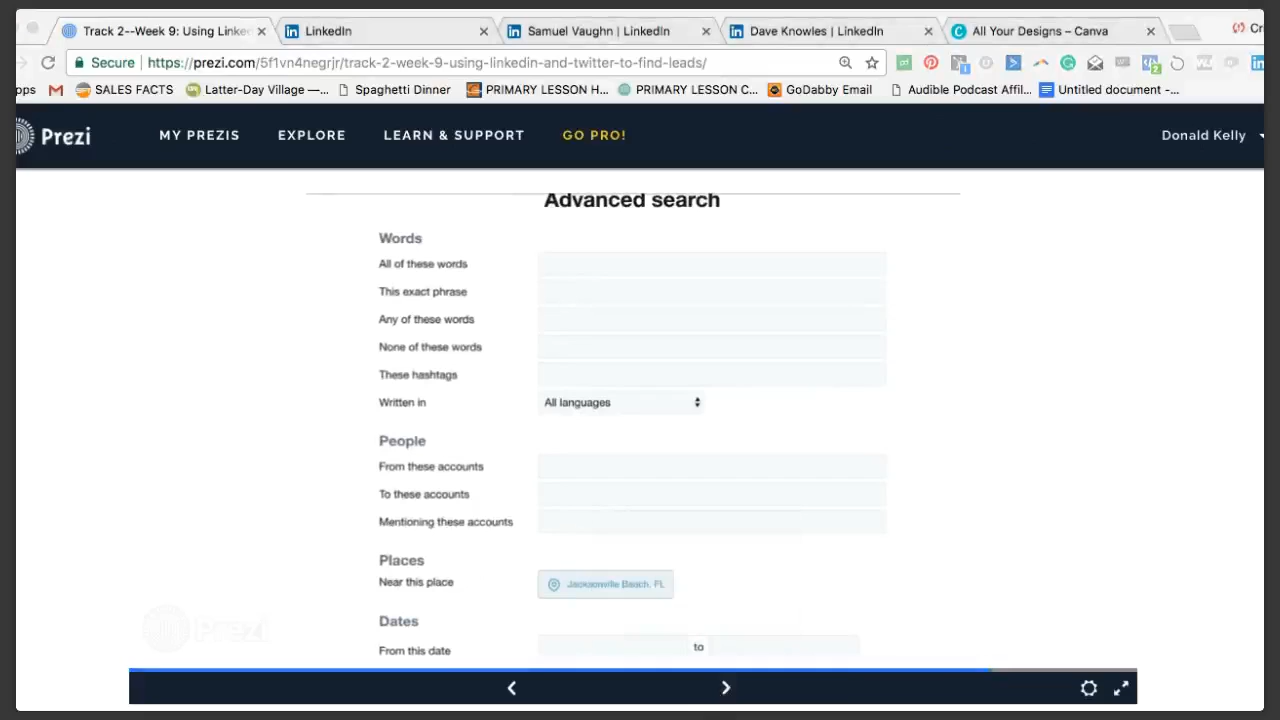 Track 2--Week 9: Using Linke
LinkedIn
Samuel Vaughn | LinkedIn
Dave Knowles | LinkedIn
All Your Designs – Canva
Cr
Secure
https://prezi.com/5f1vn4negrjr/track-2-week-9-using-linkedin-and-twitter-to-find-leads/
pps
SALES FACTS
Latter-Day Village —...
Spaghetti Dinner
PRIMARY LESSON H...
PRIMARY LESSON C...
GoDabby Email
Audible Podcast Affil...
Untitled document -...
Prezi
MY PREZIS
EXPLORE
LEARN & SUPPORT
GO PRO!
Donald Kelly
Advanced search
Words
All of these words
This exact phrase
Any of these words
None of these words
These hashtags
Written in
All languages
People
From these accounts
To these accounts
Mentioning these accounts
Places
Near this place
Jacksonville Beach, FL
Dates
From this date
to
Prezi